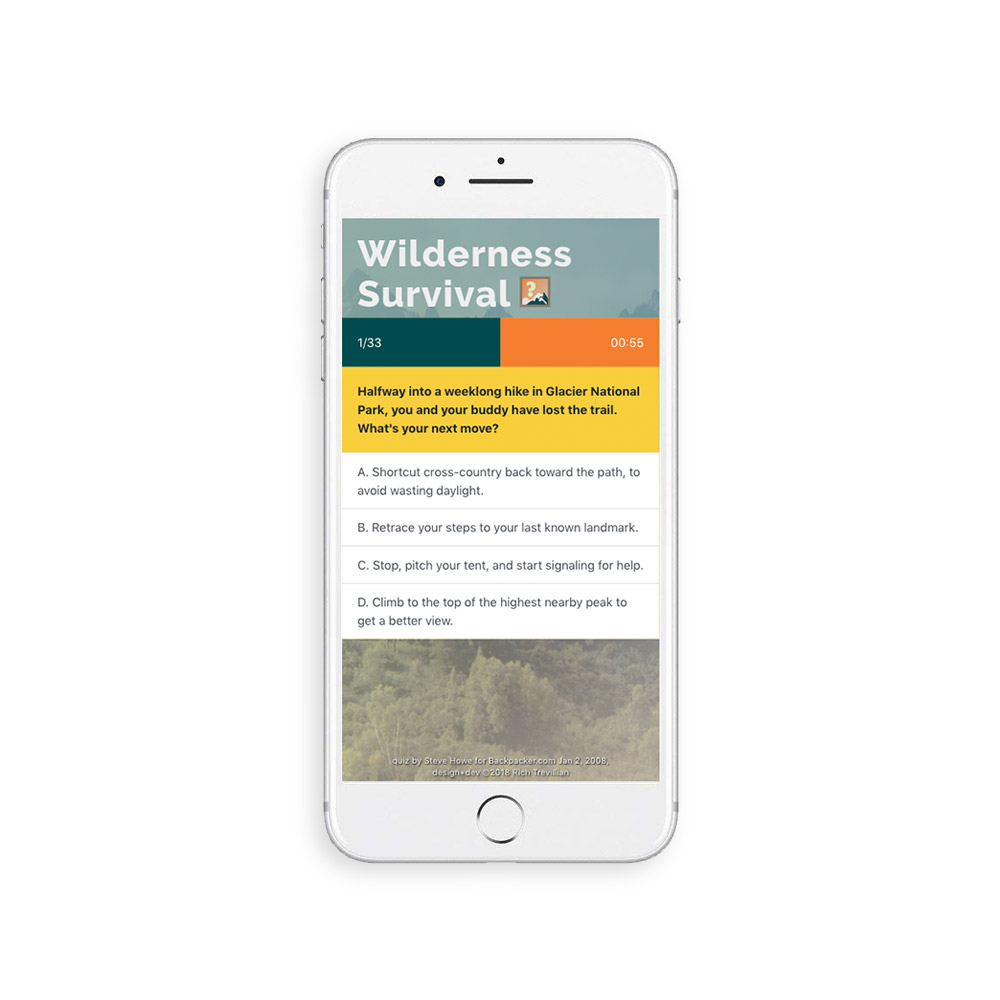 Wilderness
Survival
1/33
00:55
Halfway into a weeklong hike in Glacier National
Park, you and your buddy have lost the trail.
What's your next move?
A. Shortcut cross-country back toward the path, to
avoid wasting daylight.
B. Retrace your steps to your last known landmark.
C. Stop, pitch your tent, and start signaling for help.
D. Climb to the top of the highest nearby peak to
get a better view.
quiz by Steve Howe for Backpacker.com Jan 2, 2008,
design+dev ©2018 Rich Trevillian